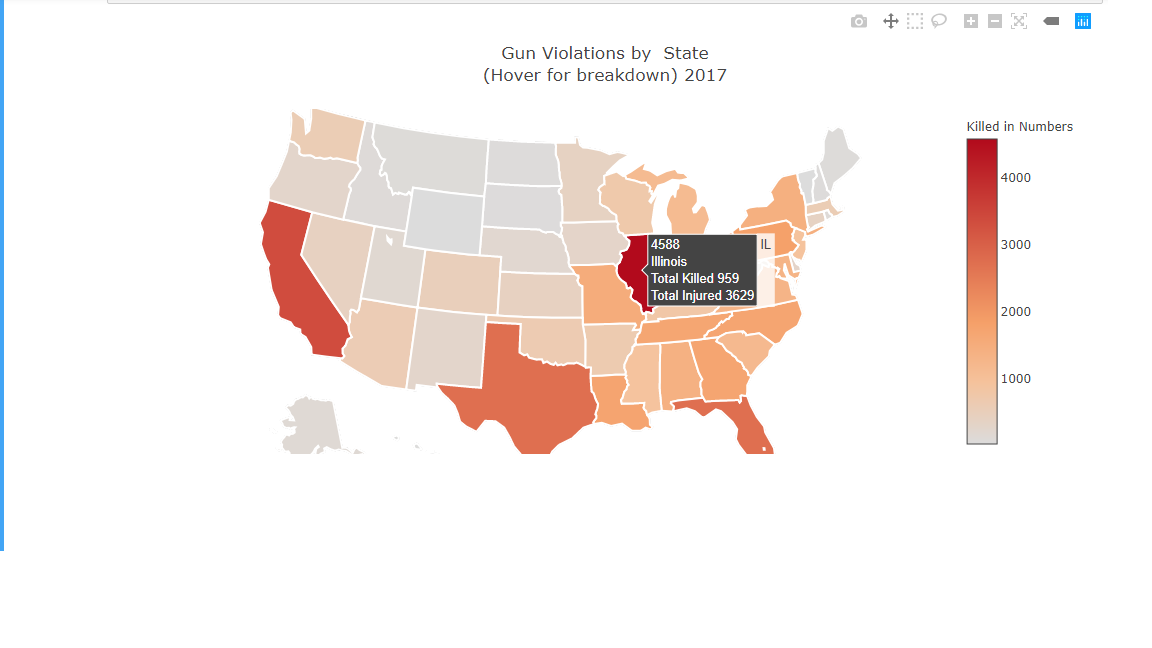 Gun Violations by  State
(Hover for breakdown) 2017
Killed in Numbers
4000
3000
2000
1000
4588
Illinois
Total Killed 959
Total Injured 3629
IL